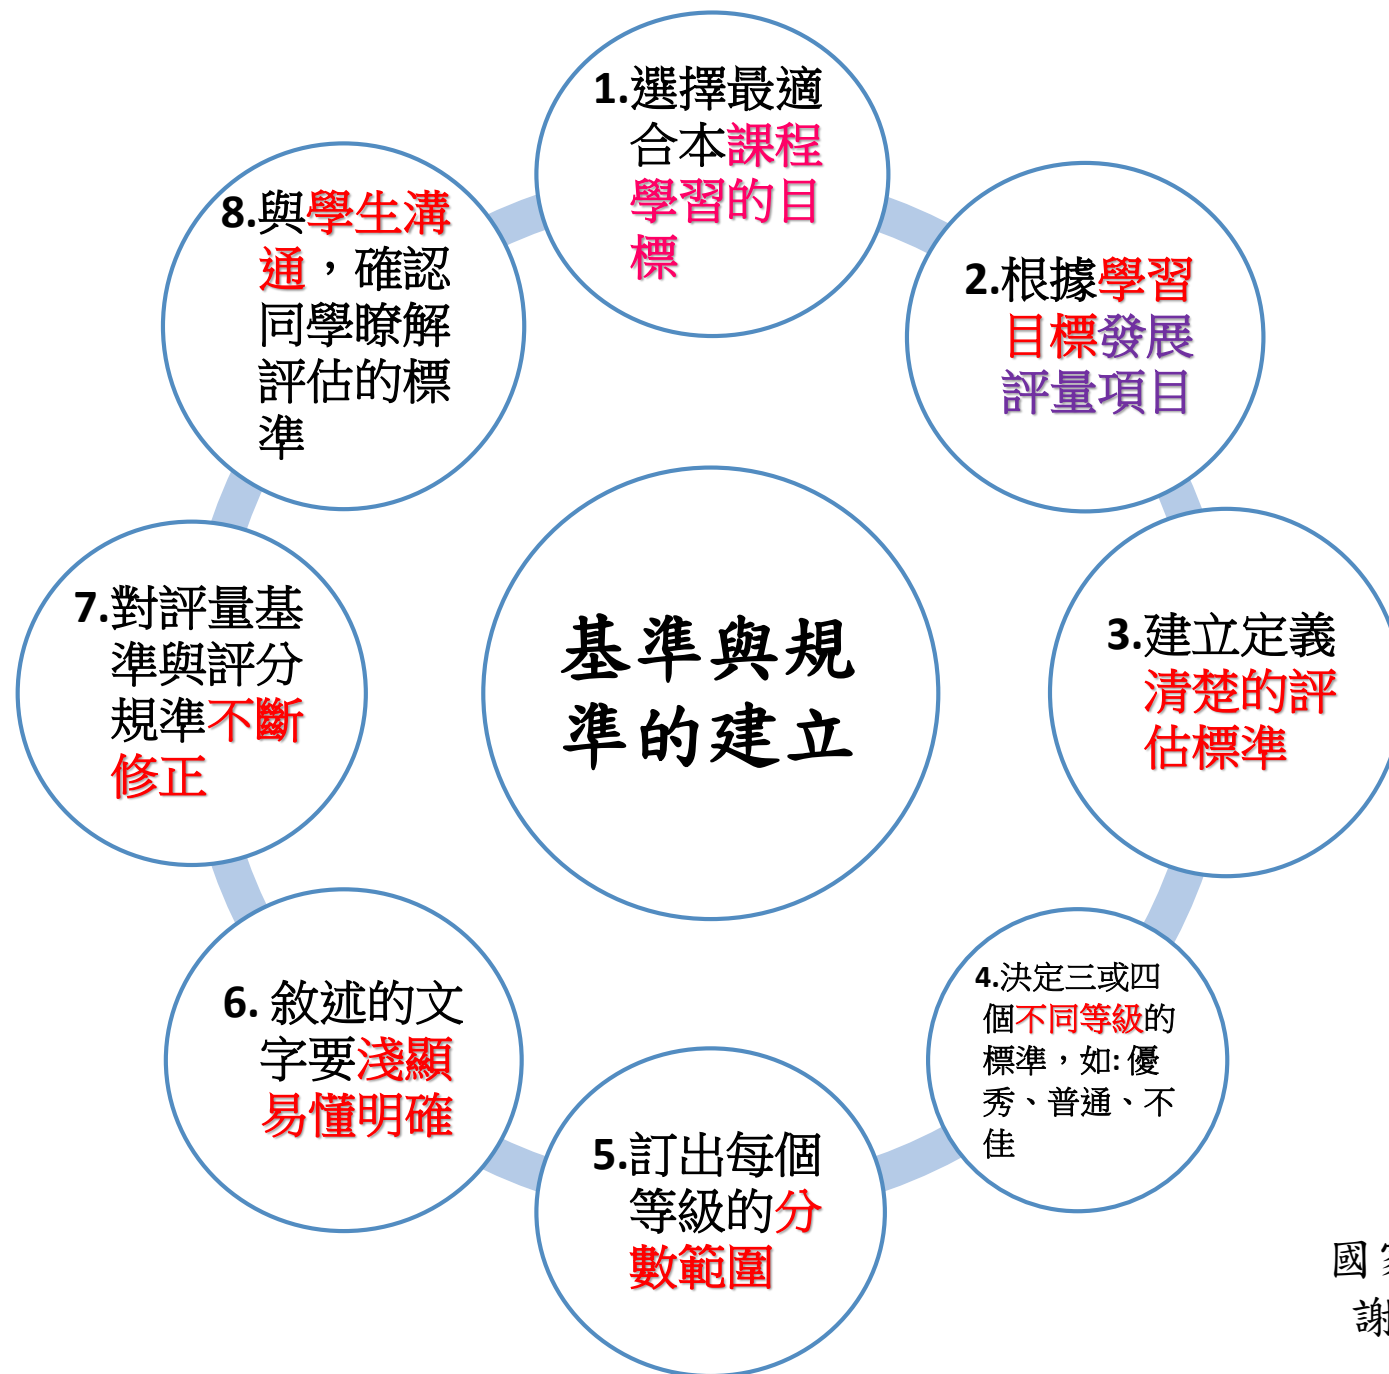 1.選擇最適
合本課程
學習的目
標
2.根據學習
目標發展
評量項目
3.建立定義
清楚的評
估標準
4.決定三或四
個不同等級的
標準，如: 優
秀、普通、不
佳
5.訂出每個
等級的分
數範圍
6. 敘述的文
字要淺顯
易懂明確
7.對評量基
準與評分
規準不斷
修正
8.與學生溝
通，確認
同學瞭解
評估的標
準
基準與規
準的建立
國
謝